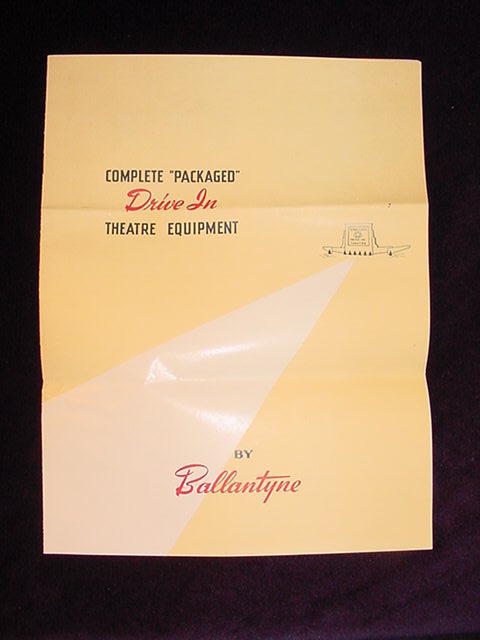 COMPLETE "PACKAGED"
Drive In
THEATRE EQUIPMENT
BY
Ballantyne